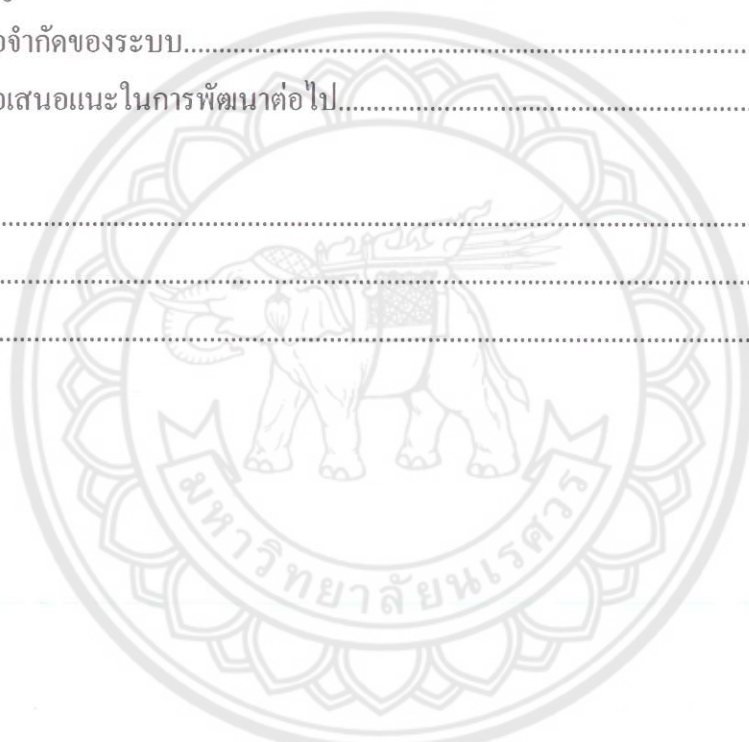 อจำกัดของระบบ....................................................................................................
อเสนอแนะในการพัฒนาต่อไป............................................................................
....................................................................................................................................
....................................................................................................................................
....................................................................................................................................
มหาวิทยาลัยนเรศวร